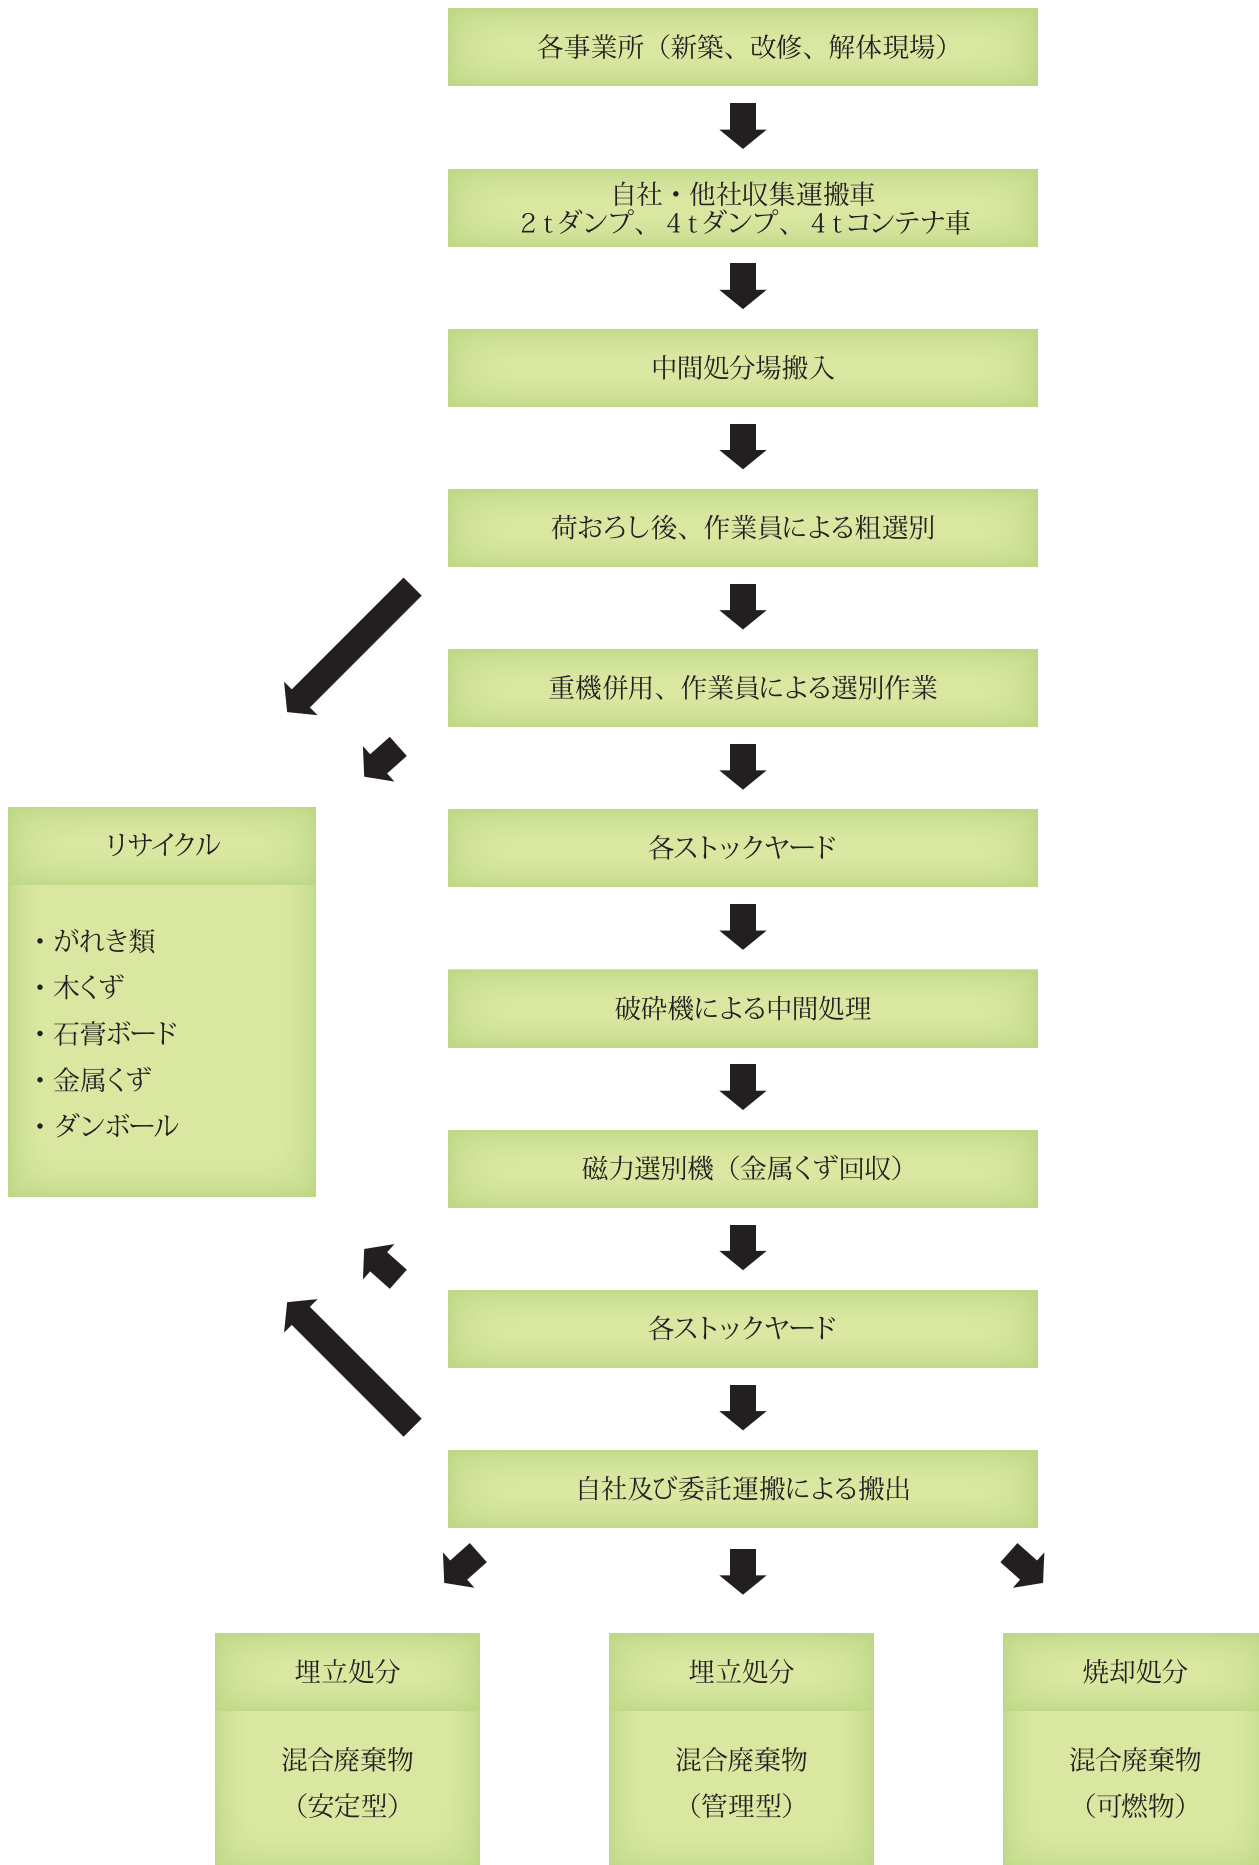 各事業所（新築、改修、解体現場）
自社・他社収集運搬車
２ｔダンプ、４ｔダンプ、４ｔコンテナ車
中間処分場搬入
荷おろし後、作業員による粗選別
重機併用、作業員による選別作業
各ストックヤード
破砕機による中間処理
磁力選別機（金属くず回収）
各ストックヤード
自社及び委託運搬による搬出
リサイクル
・がれき類
・木くず
・石膏ボード
・金属くず
・ダンボール
埋立処分
混合廃棄物
（安定型）
埋立処分
混合廃棄物
（管理型）
焼却処分
混合廃棄物
（可燃物）